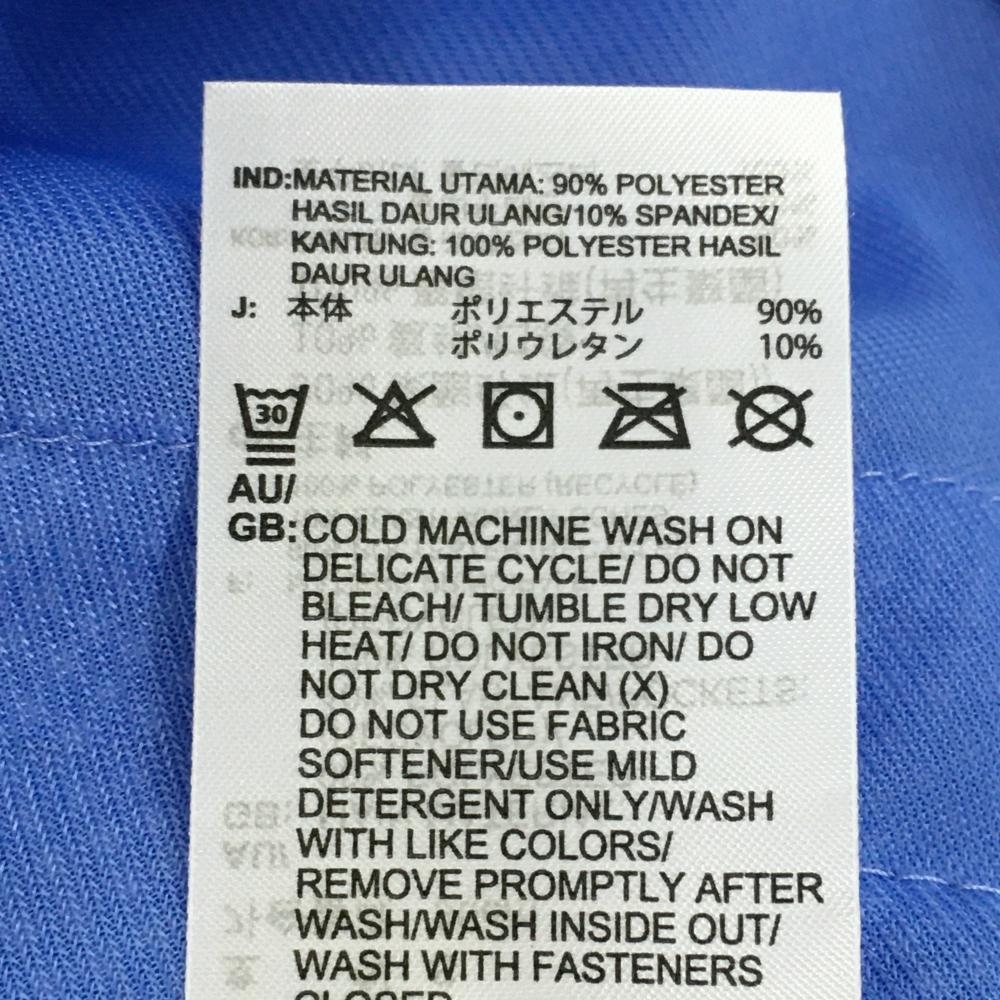 IND:MATERIAL UTAMA: 90% POLYESTER
HASIL DAUR ULANG/10% SPANDEX/
KANTUNG: 100% POLYESTER HASIL
DAUR ULANG
J: 本体 ポリエステル 90%
ポリウレタン 10%
30
AU/
GB:COLD MACHINE WASH ON
DELICATE CYCLE/ DO NOT
BLEACH/ TUMBLE DRY LOW
HEAT/ DO NOT IRON/ DO
NOT DRY CLEAN (X)
DO NOT USE FABRIC
SOFTENER/USE MILD
DETERGENT ONLY/WASH
WITH LIKE COLORS/
REMOVE PROMPTLY AFTER
WASH/WASH INSIDE OUT/
WASH WITH FASTENERS
CLOSED